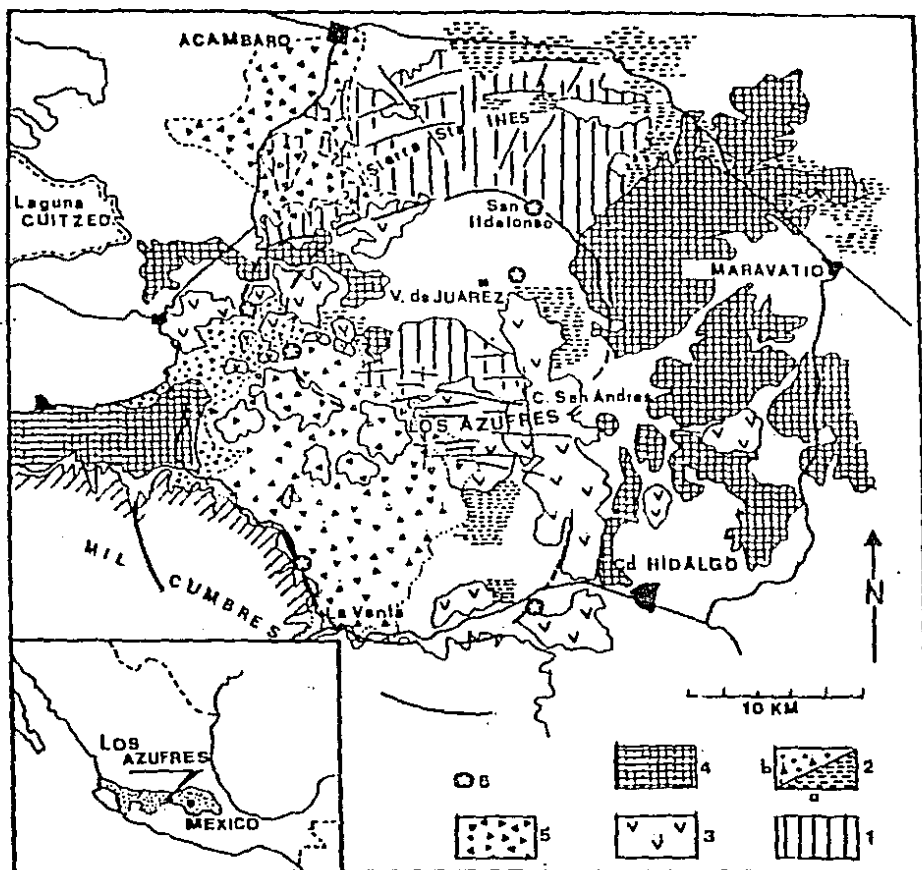 ACAMBARO
Sierra Sta
INES
Laguna
CUITZEO
San
Ildefonso
MARAVATIO
V. de JUAREZ
C. San Andres
LOS AZUFRES
MIL
CUMBRES
Cd HIDALGO
La Venta
N
10 KM
LOS
AZUFRES
MEXICO
6
4
b
2
a
5
3
1